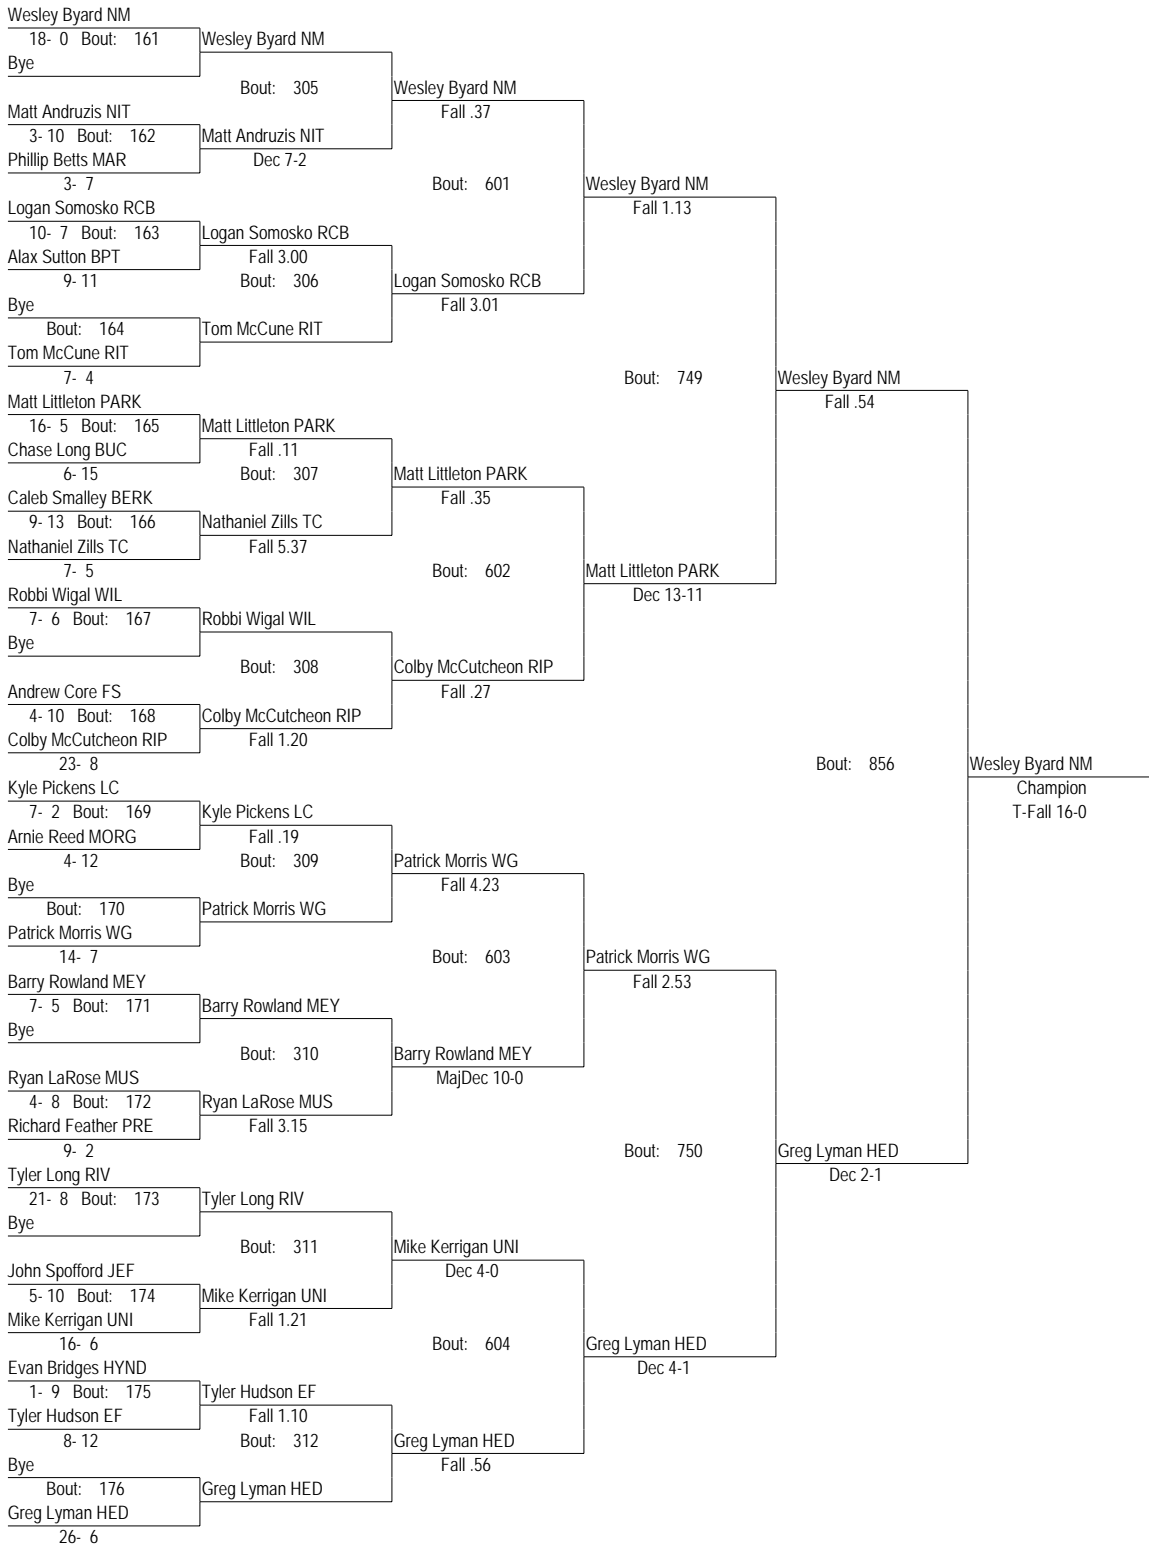 Wesley Byard NM
18- 0 Bout: 161 Wesley Byard NM
Bye
Bout: 305 Wesley Byard NM
Matt Andruzis NIT Fall .37
3- 10 Bout: 162 Matt Andruzis NIT
Phillip Betts MAR Dec 7-2
3- 7 Bout: 601 Wesley Byard NM
Logan Somosko RCB Fall 1.13
10- 7 Bout: 163 Logan Somosko RCB
Alax Sutton BPT Fall 3.00
9- 11 Bout: 306 Logan Somosko RCB
Bye Fall 3.01
Bout: 164 Tom McCune RIT
Tom McCune RIT
7- 4 Bout: 749 Wesley Byard NM
Matt Littleton PARK Fall .54
16- 5 Bout: 165 Matt Littleton PARK
Chase Long BUC Fall .11
6- 15 Bout: 307 Matt Littleton PARK
Caleb Smalley BERK Fall .35
9- 13 Bout: 166 Nathaniel Zills TC
Nathaniel Zills TC Fall 5.37
7- 5 Bout: 602 Matt Littleton PARK
Robbi Wigal WIL Dec 13-11
7- 6 Bout: 167 Robbi Wigal WIL
Bye
Bout: 308 Colby McCutcheon RIP
Andrew Core FS Fall .27
4- 10 Bout: 168 Colby McCutcheon RIP
Colby McCutcheon RIP Fall 1.20
23- 8 Bout: 856 Wesley Byard NM
Kyle Pickens LC Champion
7- 2 Bout: 169 Kyle Pickens LC T-Fall 16-0
Arnie Reed MORG Fall .19
4- 12 Bout: 309 Patrick Morris WG
Bye Fall 4.23
Bout: 170 Patrick Morris WG
Patrick Morris WG
14- 7 Bout: 603 Patrick Morris WG
Barry Rowland MEY Fall 2.53
7- 5 Bout: 171 Barry Rowland MEY
Bye
Bout: 310 Barry Rowland MEY
Ryan LaRose MUS MajDec 10-0
4- 8 Bout: 172 Ryan LaRose MUS
Richard Feather PRE Fall 3.15
9- 2 Bout: 750 Greg Lyman HED
Tyler Long RIV Dec 2-1
21- 8 Bout: 173 Tyler Long RIV
Bye
Bout: 311 Mike Kerrigan UNI
John Spofford JEF Dec 4-0
5- 10 Bout: 174 Mike Kerrigan UNI
Mike Kerrigan UNI Fall 1.21
16- 6 Bout: 604 Greg Lyman HED
Evan Bridges HYND Dec 4-1
1- 9 Bout: 175 Tyler Hudson EF
Tyler Hudson EF Fall 1.10
8- 12 Bout: 312 Greg Lyman HED
Bye Fall .56
Bout: 176 Greg Lyman HED
Greg Lyman HED
26- 6